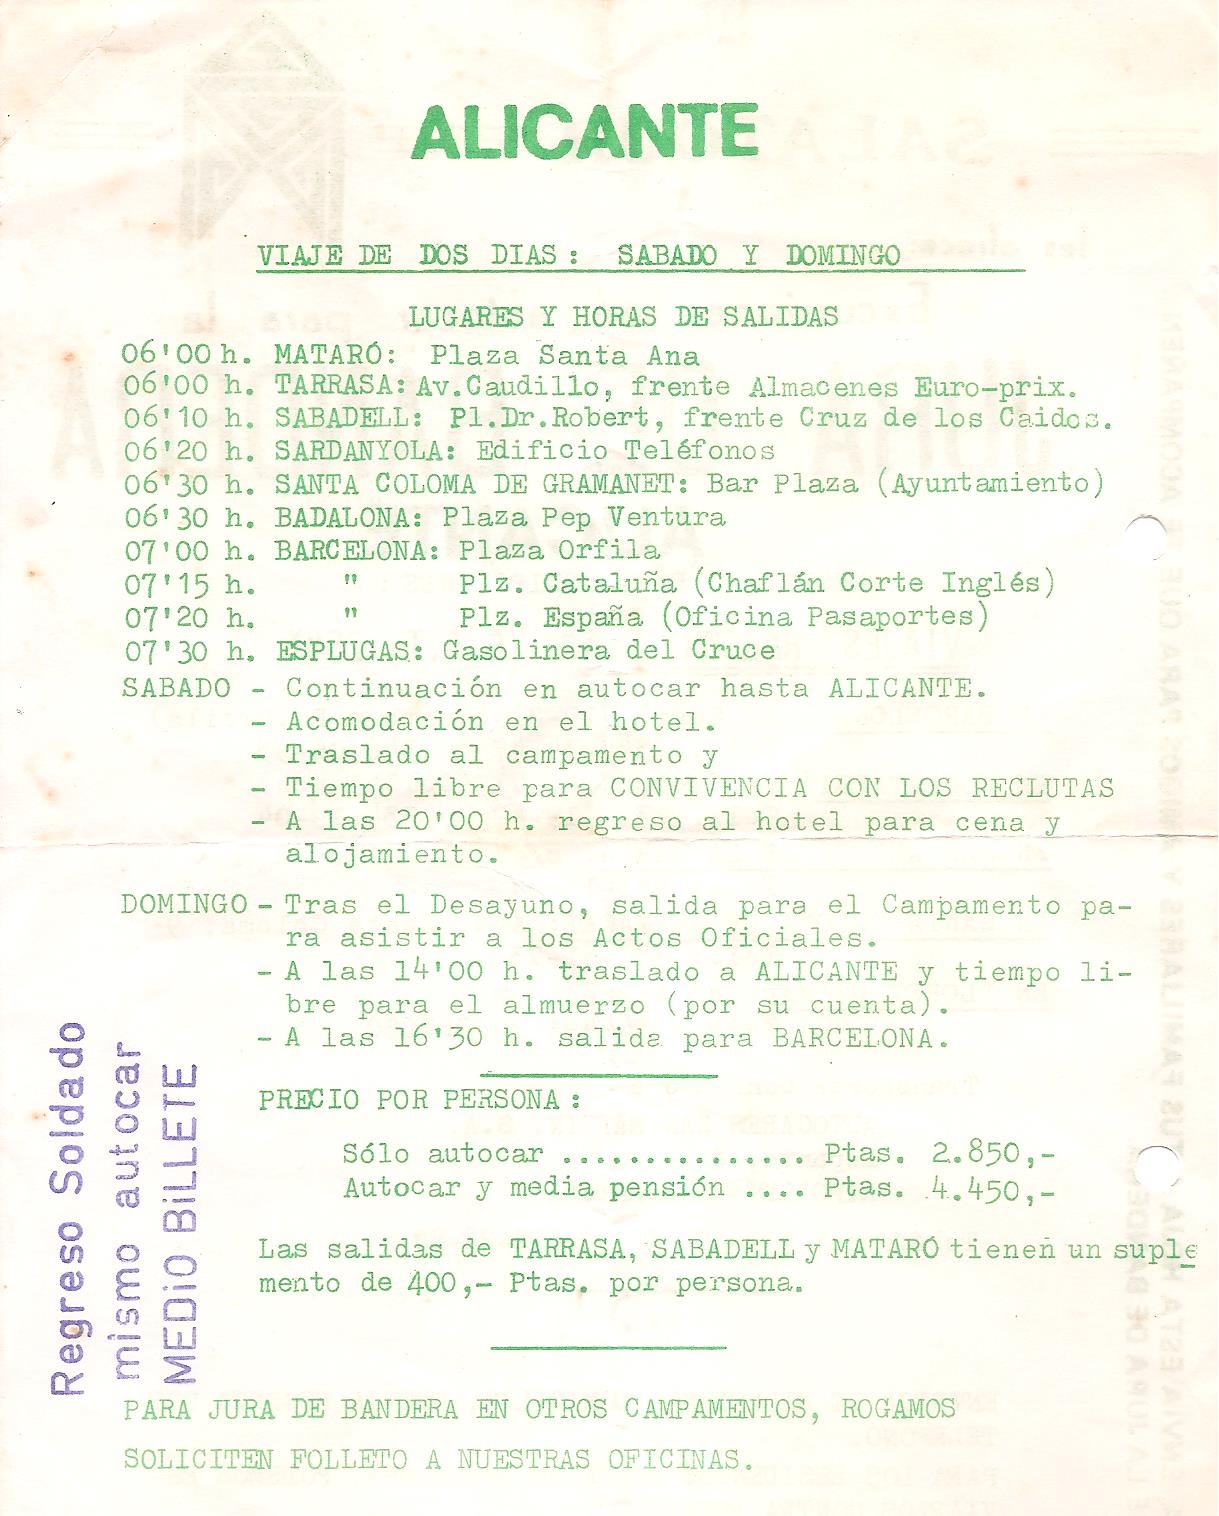 ALICANTE
VIAJE DE DOS DIAS: SABADO Y DOMINGO
LUGARES Y HORAS DE SALIDAS
06'00 h. MATARÓ: Plaza Santa Ana
06'00 h. TARRASA: Av.Caudillo, frente Almacenes Euro-prix.
06'10 h. SABADELL: Pl.Dr.Robert, frente Cruz de los Caidos.
06'20 h. SARDANYOLA: Edificio Teléfonos
06'30 h. SANTA COLOMA DE GRAMANET: Bar Plaza (Ayuntamiento)
06'30 h. BADALONA: Plaza Pep Ventura
07'00 h. BARCELONA: Plaza Orfila
07'15 h. " Plz. Cataluña (Chaflán Corte Inglés)
07'20 h. " Plz. España (Oficina Pasaportes)
07'30 h. ESPLUGAS: Gasolinera del Cruce
SABADO - Continuación en autocar hasta ALICANTE.
- Acomodación en el hotel.
- Traslado al campamento y
- Tiempo libre para CONVIVENCIA CON LOS RECLUTAS
- A las 20'00 h. regreso al hotel para cena y
alojamiento.
DOMINGO - Tras el Desayuno, salida para el Campamento pa-
ra asistir a los Actos Oficiales.
- A las 14'00 h. traslado a ALICANTE y tiempo li-
bre para el almuerzo (por su cuenta).
- A las 16'30 h. salida para BARCELONA.
PRECIO POR PERSONA:
Sólo autocar ............... Ptas. 2.850,-
Autocar y media pensión .... Ptas. 4.450,-
Las salidas de TARRASA, SABADELL y MATARÓ tienen un suple
mento de 400,- Ptas. por persona.
PARA JURA DE BANDERA EN OTROS CAMPAMENTOS, ROGAMOS
SOLICITEN FOLLETO A NUESTRAS OFICINAS.
Regreso Soldado
mismo autocar
MEDiO BiLLETE